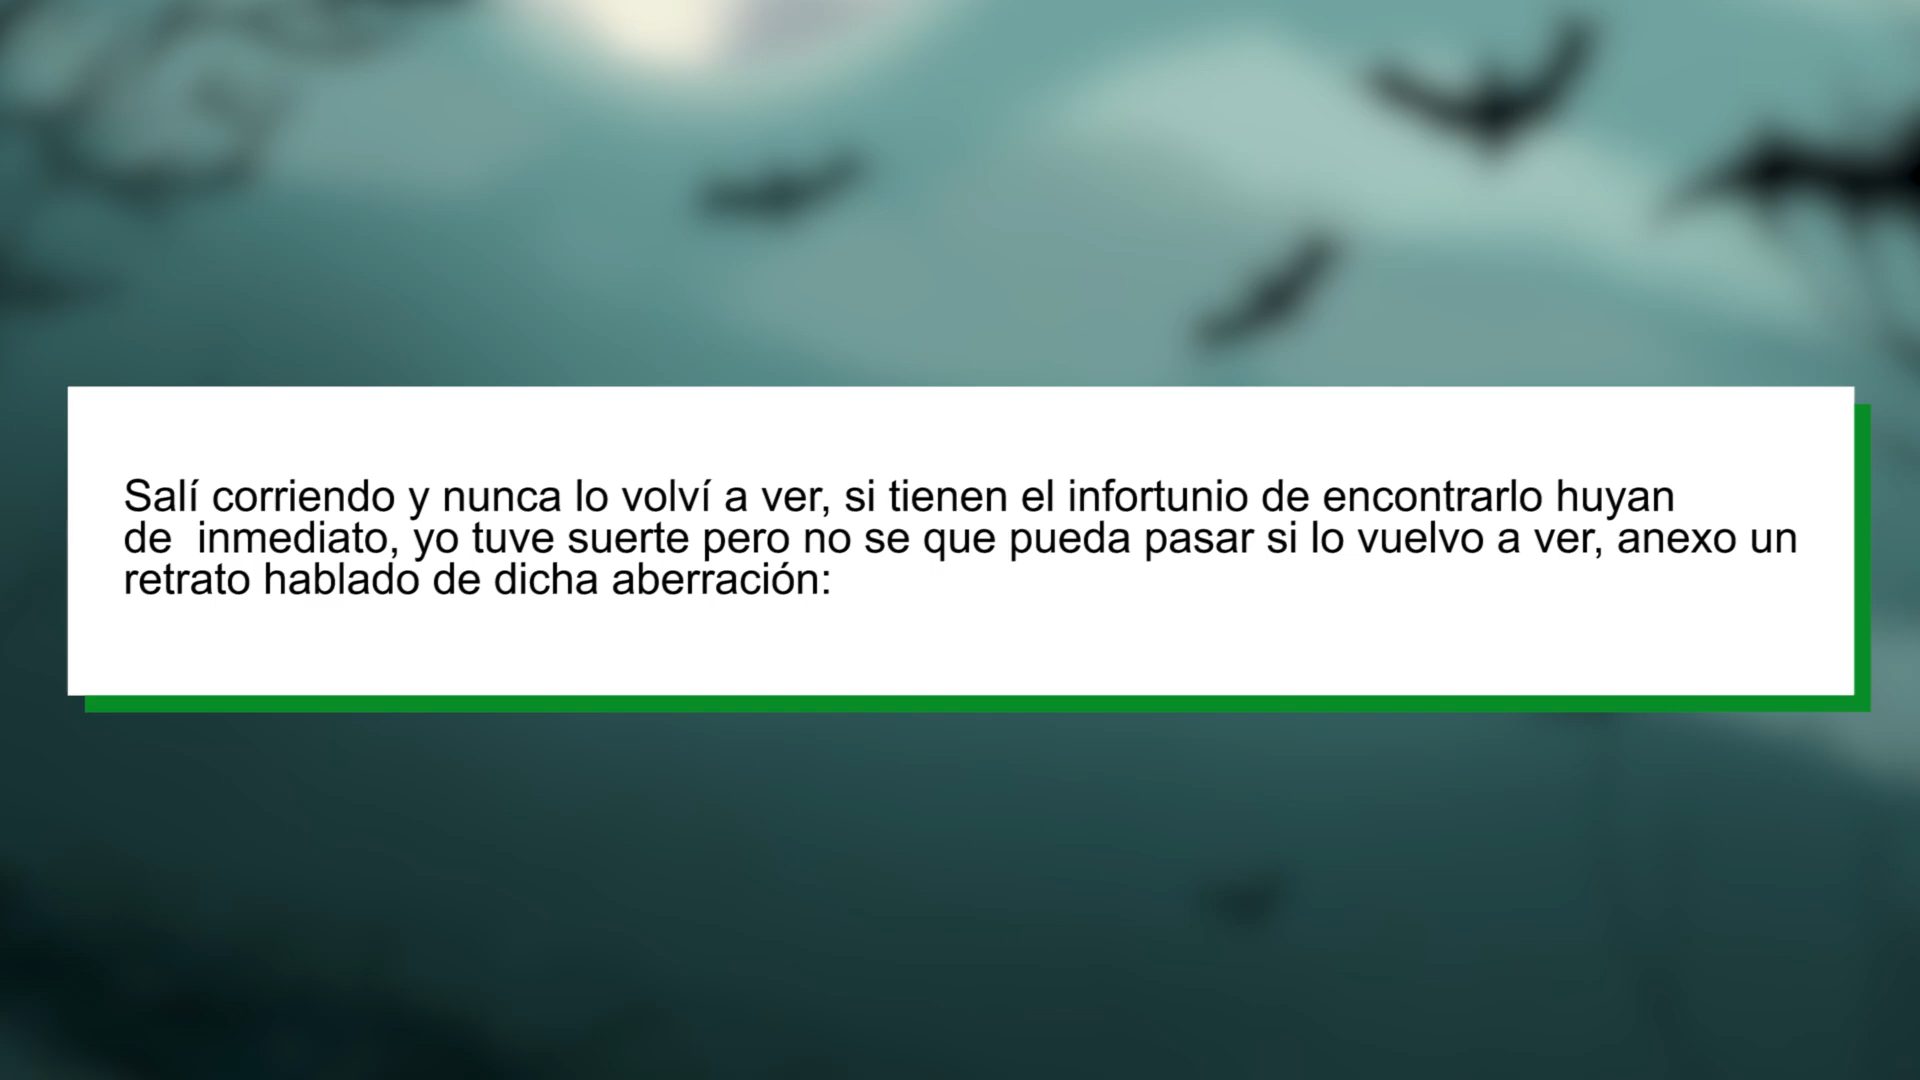 Salí corriendo y nunca lo volví a ver, si tienen el infortunio de encontrarlo huyan
de  inmediato, yo tuve suerte pero no se que pueda pasar si lo vuelvo a ver, anexo un
retrato hablado de dicha aberración: